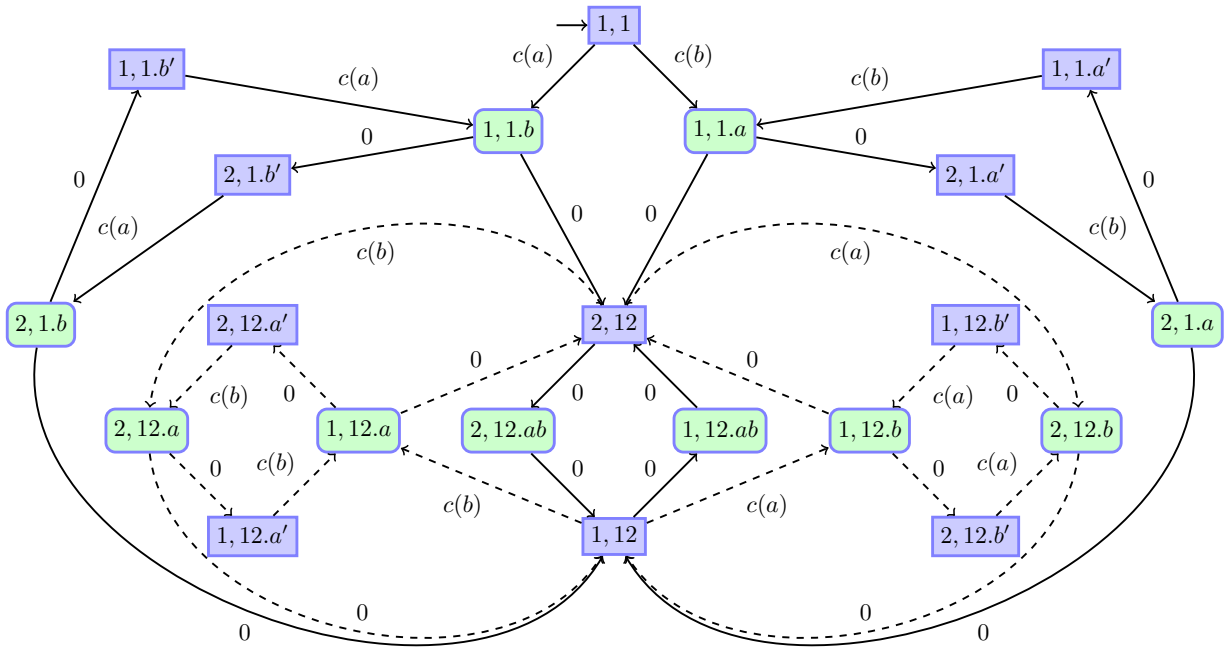 1, 1
c(a)
c(b)
1, 1.b′
1, 1.a′
c(a)
c(b)
1, 1.b
1, 1.a
0
0
2, 1.b′
2, 1.a′
0
0
c(a)
c(b)
0
0
c(b)
c(a)
2, 1.b
2, 12.a′
2, 12
1, 12.b′
2, 1.a
0
0
c(b)
0
0
0
c(a)
0
2, 12.a
1, 12.a
2, 12.ab
1, 12.ab
1, 12.b
2, 12.b
0
c(b)
0
0
0
c(a)
c(b)
c(a)
1, 12.a′
1, 12
2, 12.b′
0
0
0
0